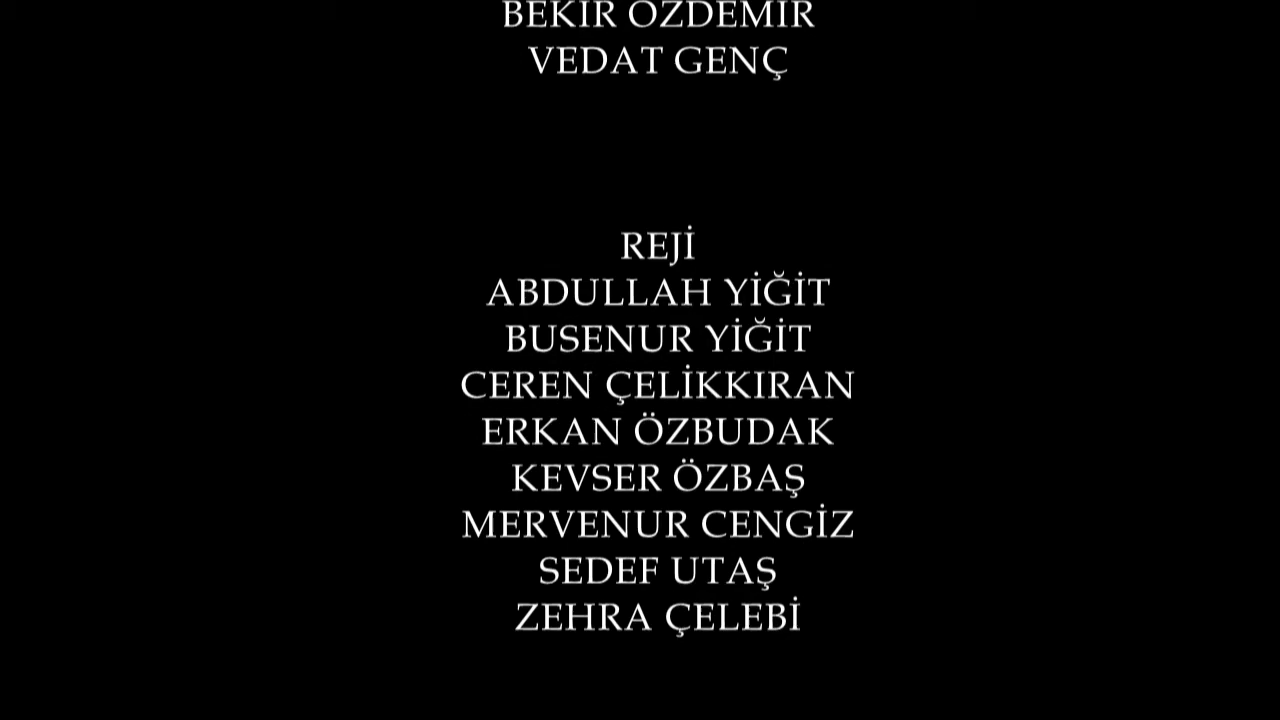 BEKİR ÖZDEMİR
VEDAT GENÇ
REJİ
ABDULLAH YİĞİT
BUSENUR YİĞİT
CEREN ÇELİKKIRAN
ERKAN ÖZBUDAK
KEVSER ÖZBAŞ
MERVENUR CENGİZ
SEDEF UTAŞ
ZEHRA ÇELEBİ